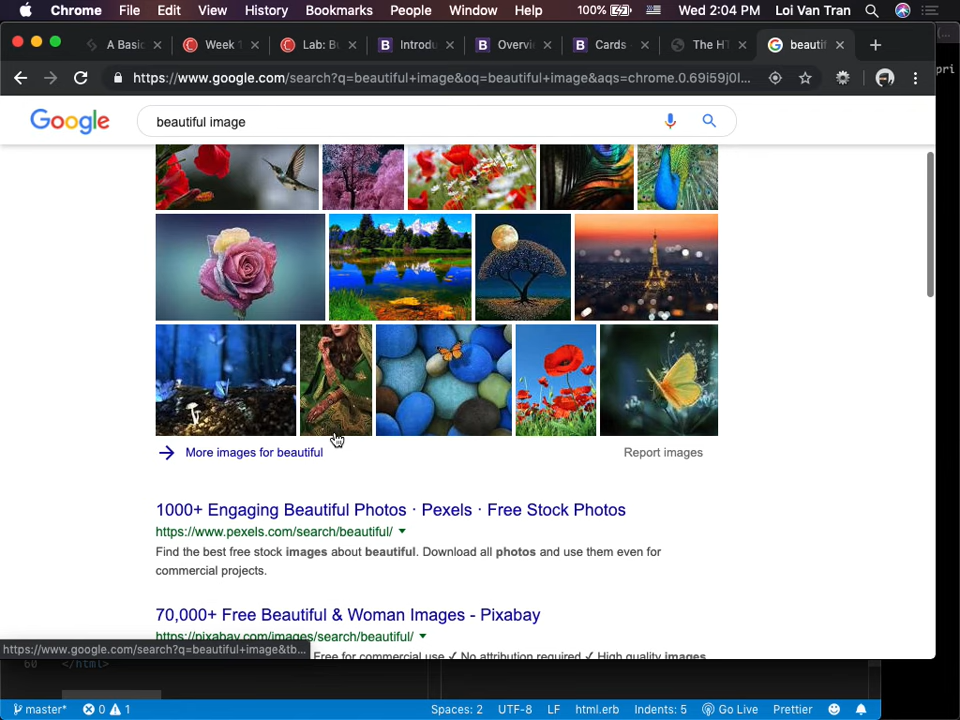 Chrome File Edit View History Bookmarks People Window Help 100% Wed 2:04 PM Loi Van Tran
A Basic Week 1 Lab: Bu Introdu Overvi Cards The HT beautif
https://www.google.com/search?q=beautiful+image&oq=beautiful+image&aqs=chrome.0.69i59j0l...
pri
Google beautiful image
More images for beautiful Report images
1000+ Engaging Beautiful Photos · Pexels · Free Stock Photos
https://www.pexels.com/search/beautiful/
Find the best free stock images about beautiful. Download all photos and use them even for
commercial projects.
70,000+ Free Beautiful & Woman Images - Pixabay
https://pixabay.com/images/search/beautiful/
https://www.google.com/search?q=beautiful+image&tb...
Free for commercial use ✓ No attribution required ✓ High quality images
60 </html>
master* 0 1 Spaces: 2 UTF-8 LF html.erb Indents: 5 Go Live Prettier